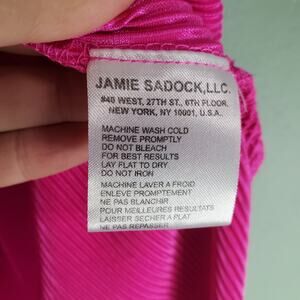 JAMIE SADOCK,LLC.
#40 WEST, 27TH ST., 6TH FLOOR.
NEW YORK, NY 10001, U.S.A.
MACHINE WASH COLD
REMOVE PROMPTLY
DO NOT BLEACH
FOR BEST RESULTS
LAY FLAT TO DRY
DO NOT IRON
MACHINE LAVER A FROID
ENLEVE PROMPTEMENT
NE PAS BLANCHIR
POUR MEILLEURES RESULTATS
LAISSER SECHER A PLAT
NE PAS REPASSER